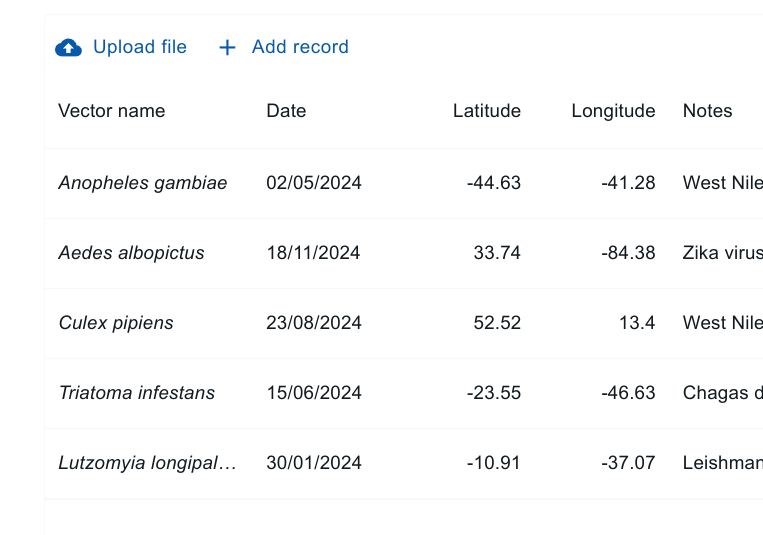 Upload file Add record
Vector name Date Latitude Longitude Notes
Anopheles gambiae 02/05/2024 -44.63 -41.28 West Nile
Aedes albopictus 18/11/2024 33.74 -84.38 Zika virus
Culex pipiens 23/08/2024 52.52 13.4 West Nile
Triatoma infestans 15/06/2024 -23.55 -46.63 Chagas d
Lutzomyia longipal… 30/01/2024 -10.91 -37.07 Leishman